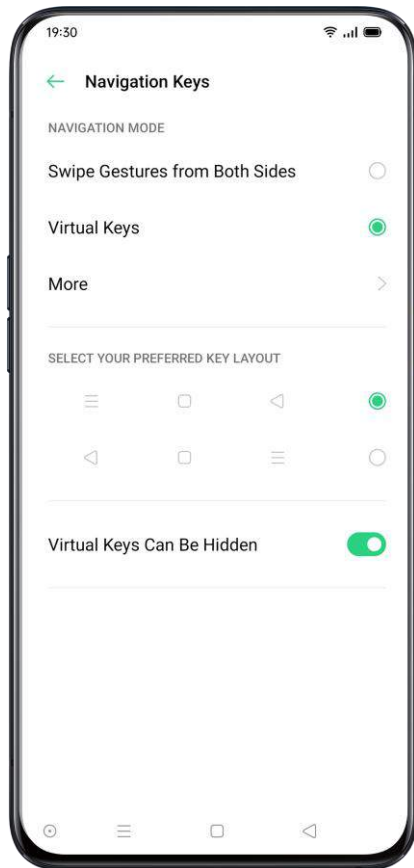 19:30
Navigation Keys
NAVIGATION MODE
Swipe Gestures from Both Sides
Virtual Keys
More
SELECT YOUR PREFERRED KEY LAYOUT
Virtual Keys Can Be Hidden